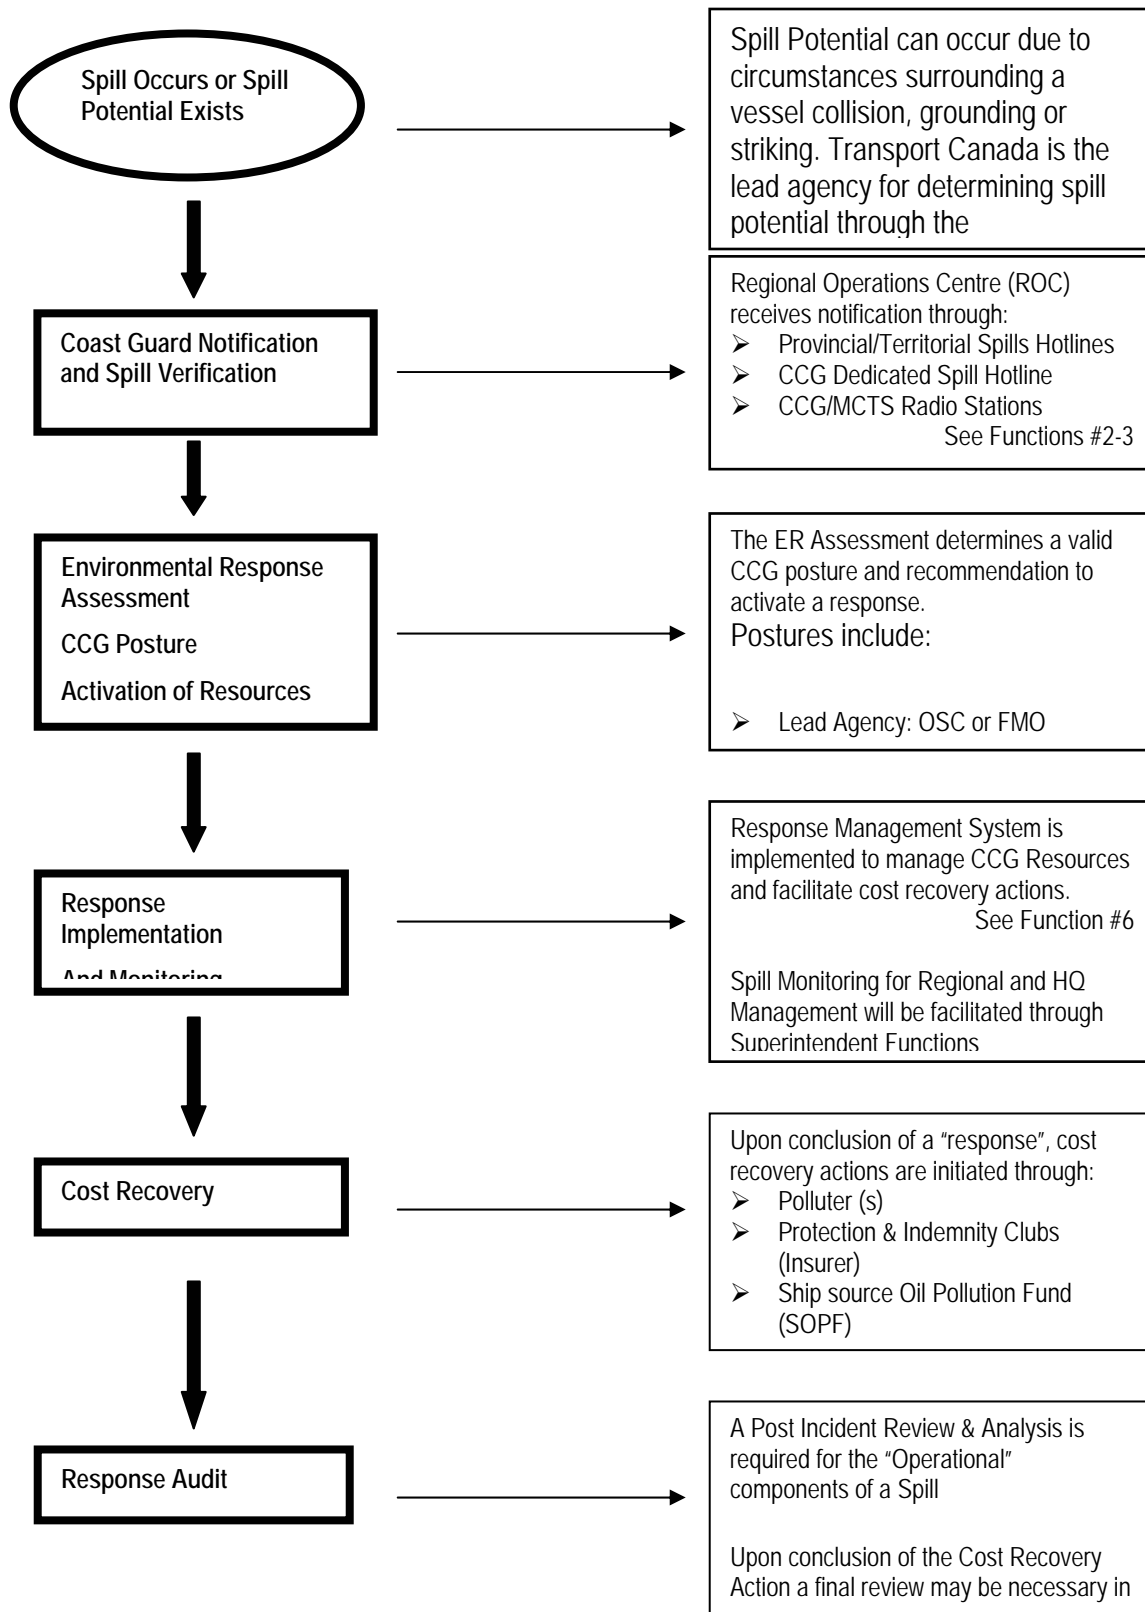 Spill Occurs or Spill
Potential Exists
Spill Potential can occur due to
circumstances surrounding a
vessel collision, grounding or
striking. Transport Canada is the
lead agency for determining spill
potential through the
Coast Guard Notification
and Spill Verification
Regional Operations Centre (ROC)
receives notification through:
➢ Provincial/Territorial Spills Hotlines
➢ CCG Dedicated Spill Hotline
➢ CCG/MCTS Radio Stations
See Functions #2-3
Environmental Response
Assessment
CCG Posture
Activation of Resources
The ER Assessment determines a valid
CCG posture and recommendation to
activate a response.
Postures include:
➢ Lead Agency: OSC or FMO
Response
Implementation
And Monitoring
Response Management System is
implemented to manage CCG Resources
and facilitate cost recovery actions.
See Function #6
Spill Monitoring for Regional and HQ
Management will be facilitated through
Superintendent Functions
Cost Recovery
Upon conclusion of a “response”, cost
recovery actions are initiated through:
➢ Polluter (s)
➢ Protection & Indemnity Clubs
(Insurer)
➢ Ship source Oil Pollution Fund
(SOPF)
Response Audit
A Post Incident Review & Analysis is
required for the “Operational”
components of a Spill
Upon conclusion of the Cost Recovery
Action a final review may be necessary in